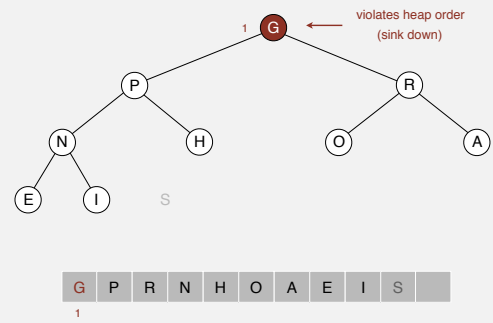 violates heap order
(sink down)
1 G
P R
N H O A
E I S
G P R N H O A E I S
1